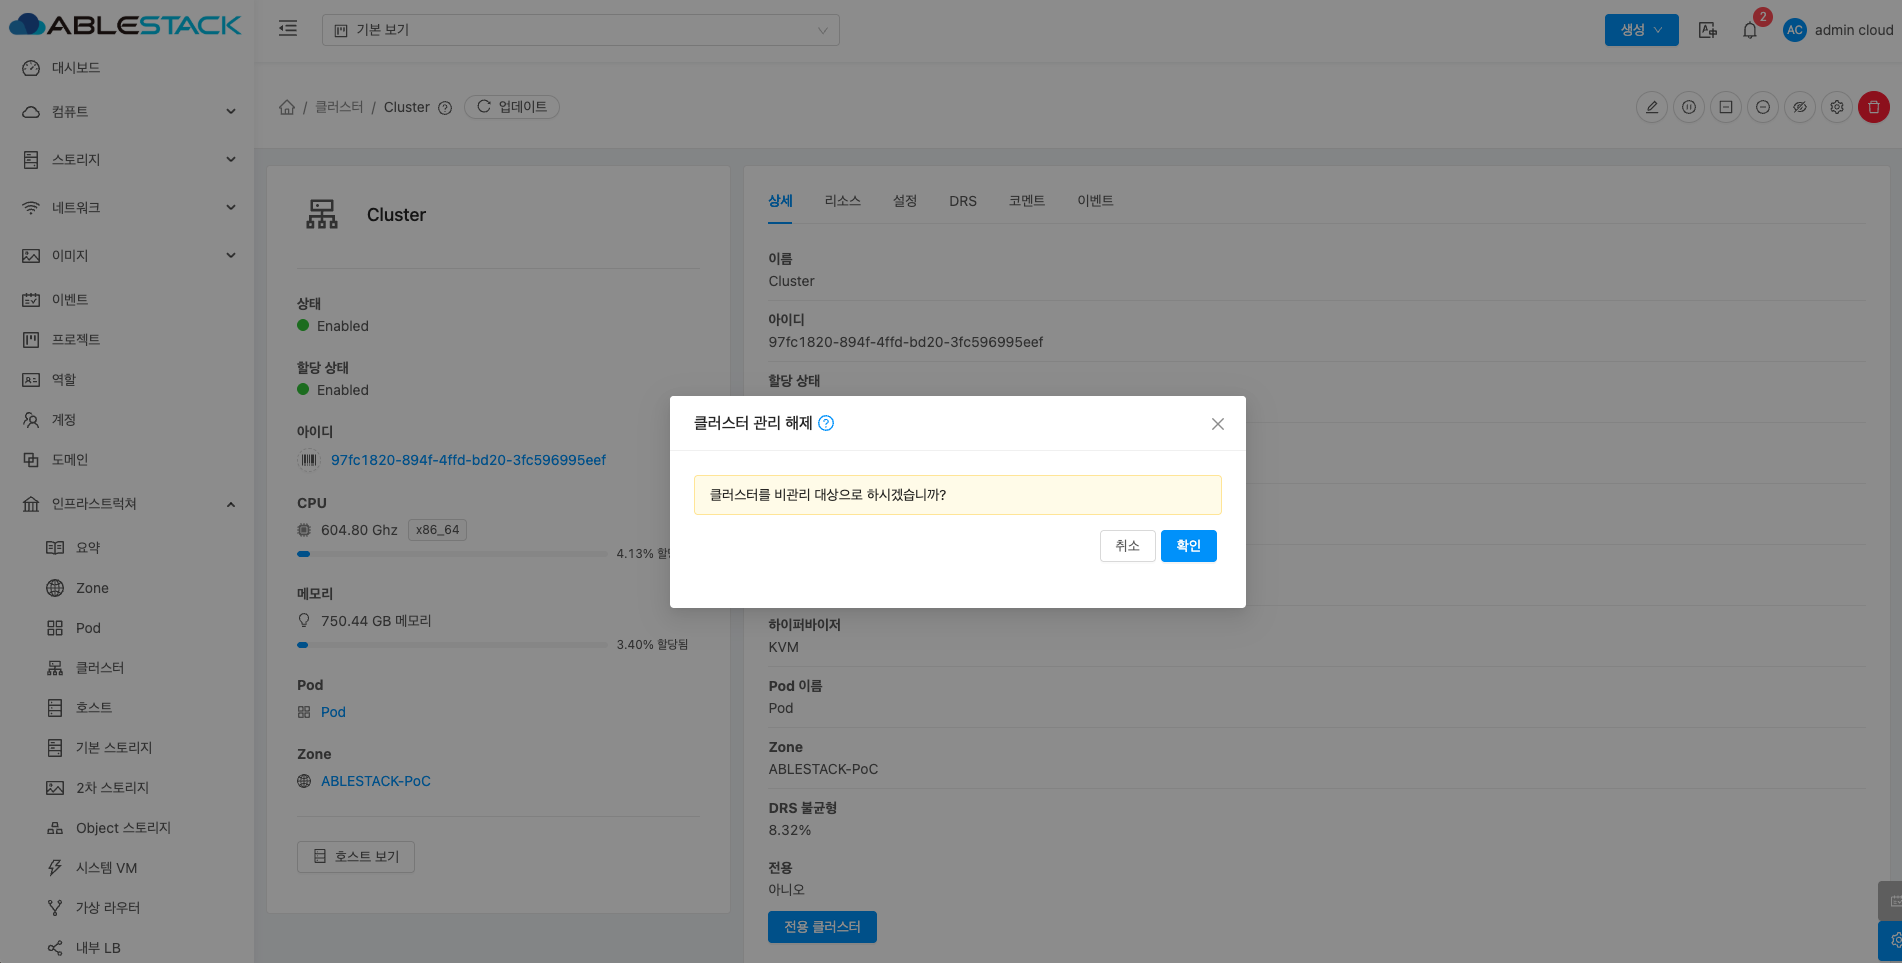 ABLESTACK
기본 보기
생성
2
AC
admin cloud
대시보드
컴퓨트
스토리지
네트워크
이미지
이벤트
프로젝트
역할
계정
도메인
인프라스트럭쳐
요약
Zone
Pod
클러스터
호스트
기본 스토리지
2차 스토리지
Object 스토리지
시스템 VM
가상 라우터
내부 LB
/ 클러스터 / Cluster
업데이트
Cluster
상태
Enabled
할당 상태
Enabled
아이디
97fc1820-894f-4ffd-bd20-3fc596995eef
CPU
604.80 Ghz x86_64
4.13%
메모리
750.44 GB 메모리
3.40% 할당됨
Pod
Pod
Zone
ABLESTACK-PoC
호스트 보기
상세 리소스 설정 DRS 코멘트 이벤트
이름
Cluster
아이디
97fc1820-894f-4ffd-bd20-3fc596995eef
할당 상태
클러스터 관리 해제
클러스터를 비관리 대상으로 하시겠습니까?
취소 확인
하이퍼바이저
KVM
Pod 이름
Pod
Zone
ABLESTACK-PoC
DRS 불균형
8.32%
전용
아니오
전용 클러스터